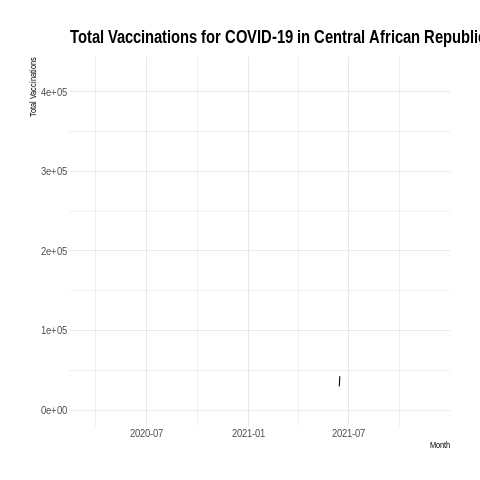 Total Vaccinations for COVID-19 in Central African Republi
Total Vaccinations
4e+05
3e+05
2e+05
1e+05
0e+00
2020-07 2021-01 2021-07
Month